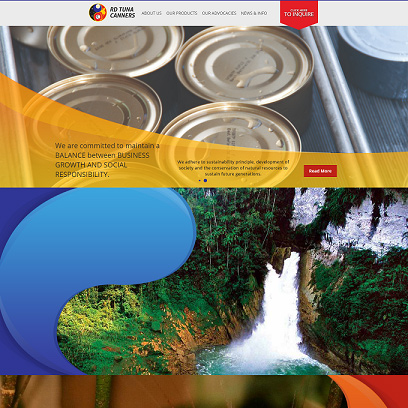 RD TUNA
CANNERS
ABOUT US OUR PRODUCTS OUR ADVOCACIES NEWS & INFO
CLICK HERE
TO INQUIRE
We are committed to maintain a
BALANCE between BUSINESS
GROWTH AND SOCIAL
RESPONSIBILITY.
We adhere to sustainability principle, development of
society and the conservation of natural resources to
sustain future generations.
Read More